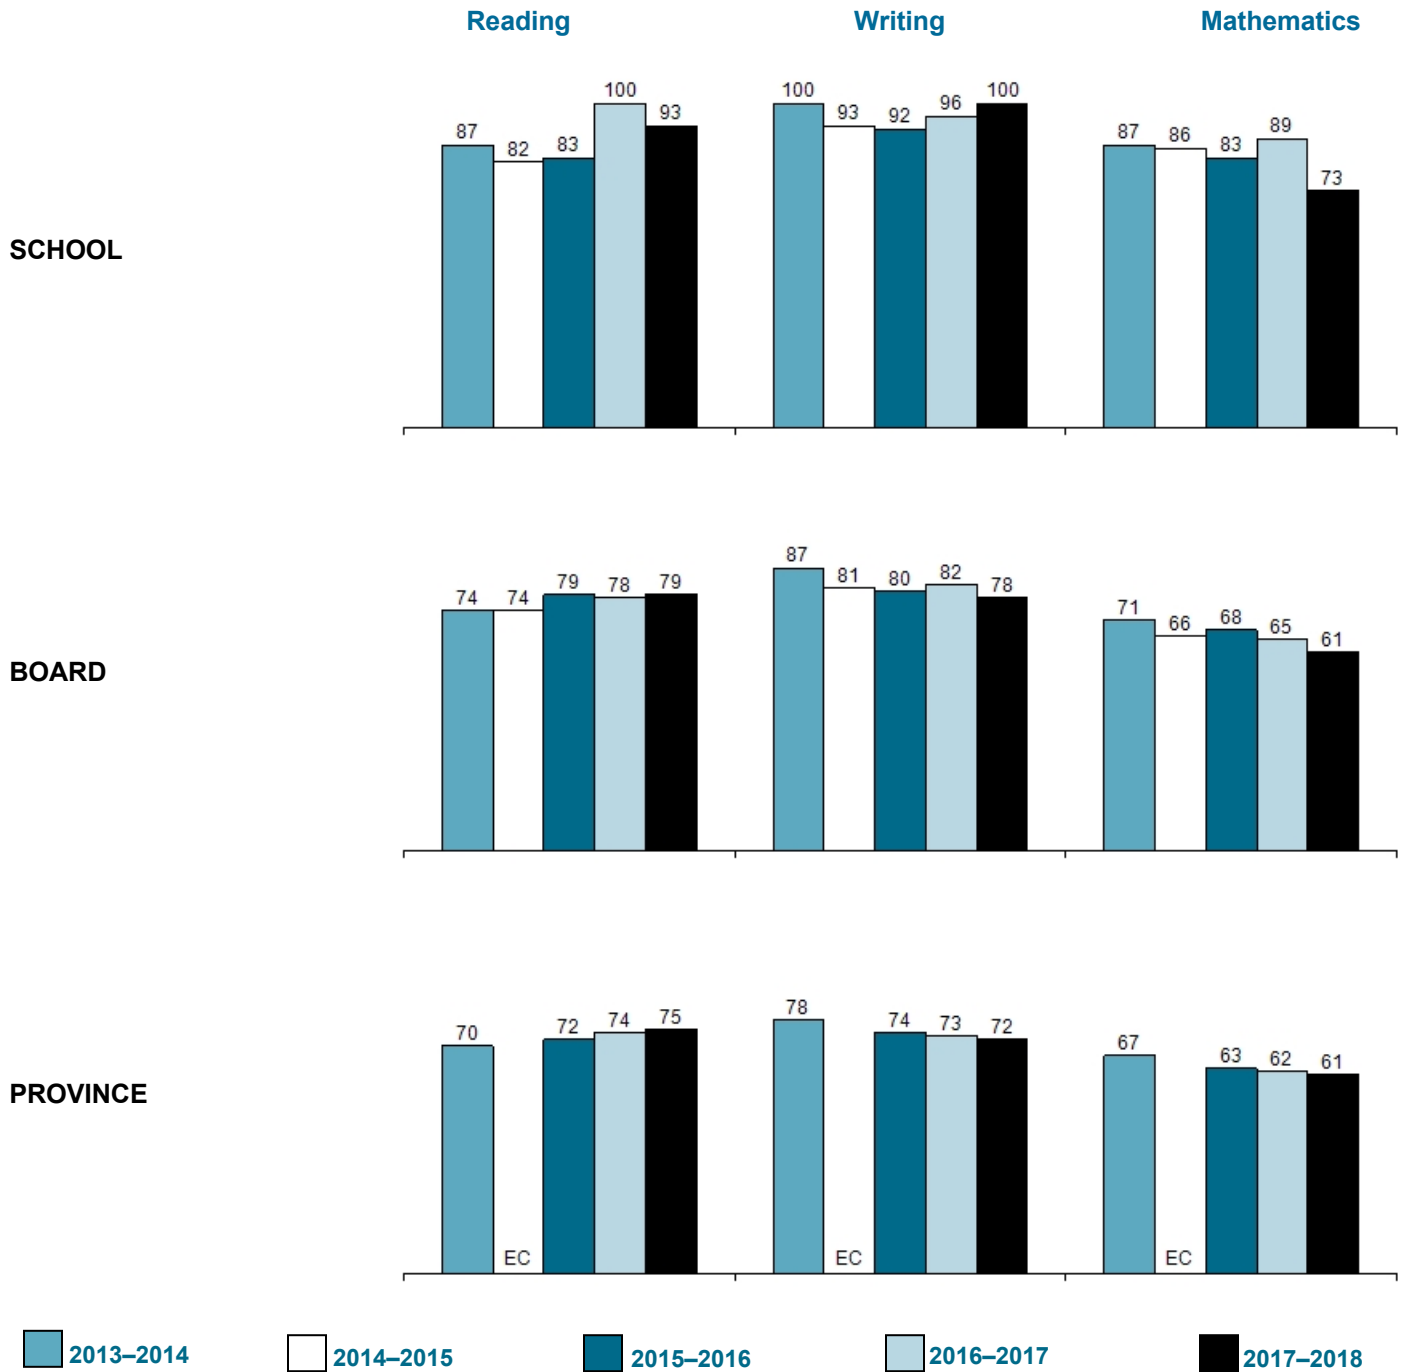 Reading Writing Mathematics
SCHOOL
87 82 83 100 93
100 93 92 96 100
87 86 83 89 73
BOARD
74 74 79 78 79
87 81 80 82 78
71 66 68 65 61
PROVINCE
70 EC 72 74 75
78 EC 74 73 72
67 EC 63 62 61
2013–2014 2014–2015 2015–2016 2016–2017 2017–2018